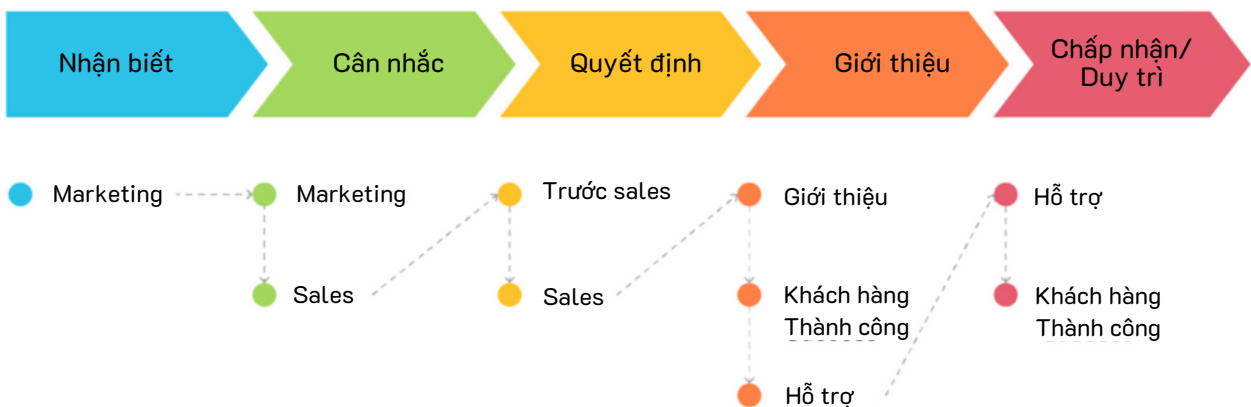 Nhận biết
Cân nhắc
Quyết định
Giới thiệu
Chấp nhận/
Duy trì
Marketing
Marketing
Trước sales
Giới thiệu
Hỗ trợ
Sales
Sales
Khách hàng
Thành công
Khách hàng
Thành công
Hỗ trợ